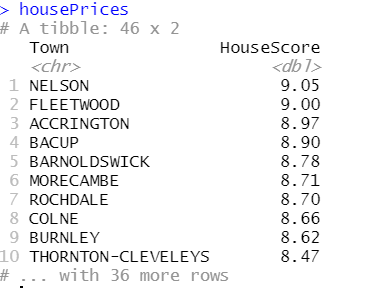 > housePrices
# A tibble: 46 x 2
Town HouseScore
<chr> <dbl>
1 NELSON 9.05
2 FLEETWOOD 9.00
3 ACCRINGTON 8.97
4 BACUP 8.90
5 BARNOLDSWICK 8.78
6 MORECAMBE 8.71
7 ROCHDALE 8.70
8 COLNE 8.66
9 BURNLEY 8.62
10 THORNTON-CLEVELEYS 8.47
# ... with 36 more rows